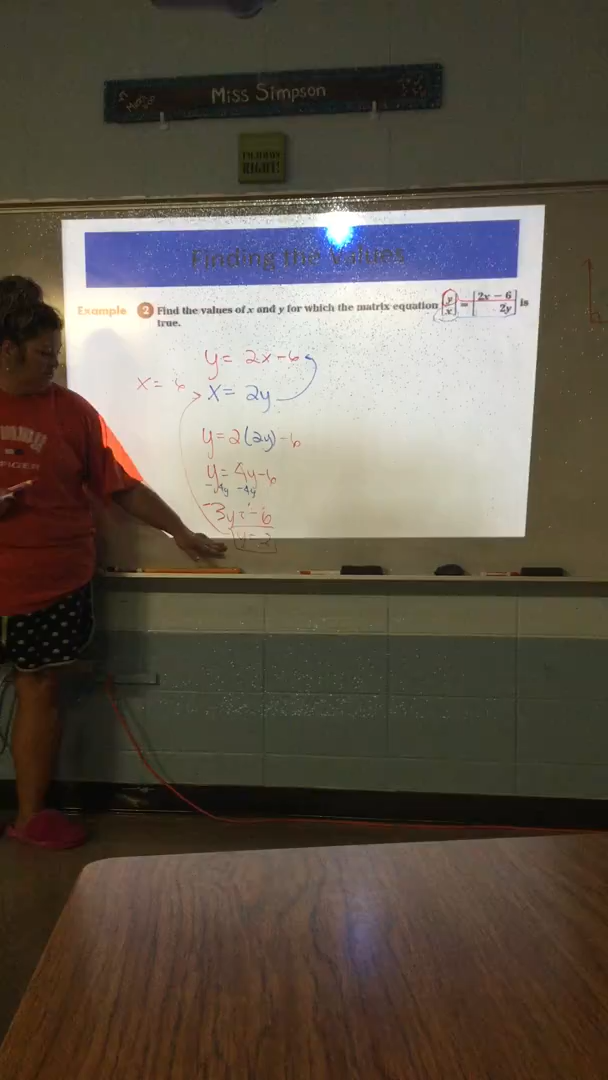 Miss Simpson
RIGHT!
Finding the Values
Example 2 Find the values of x and y for which the matrix equation [y x] = [2x - 6 2y] is
true.
y = 2x-6
x = 6
x = 2y
y = 2(2y)-6
y = 4y-6
-4y -4y
-3y = -6
y = 2